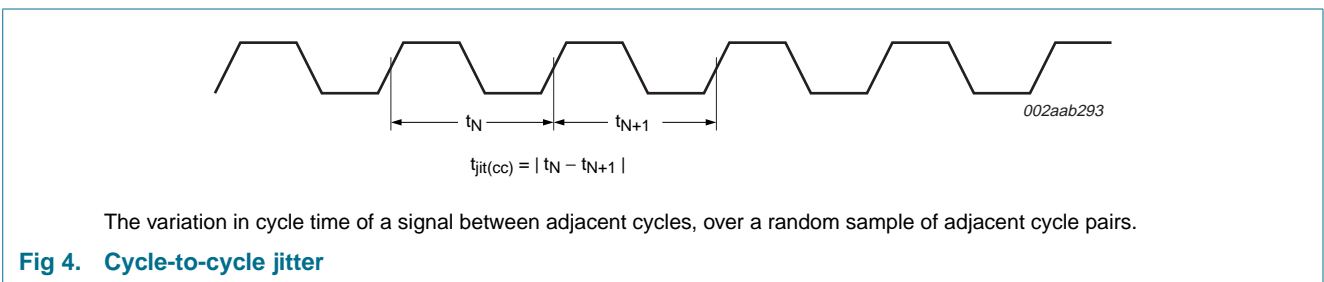 002aab293
tN tN+1
tjit(cc) = | tN − tN+1 |
The variation in cycle time of a signal between adjacent cycles, over a random sample of adjacent cycle pairs.
Fig 4. Cycle-to-cycle jitter